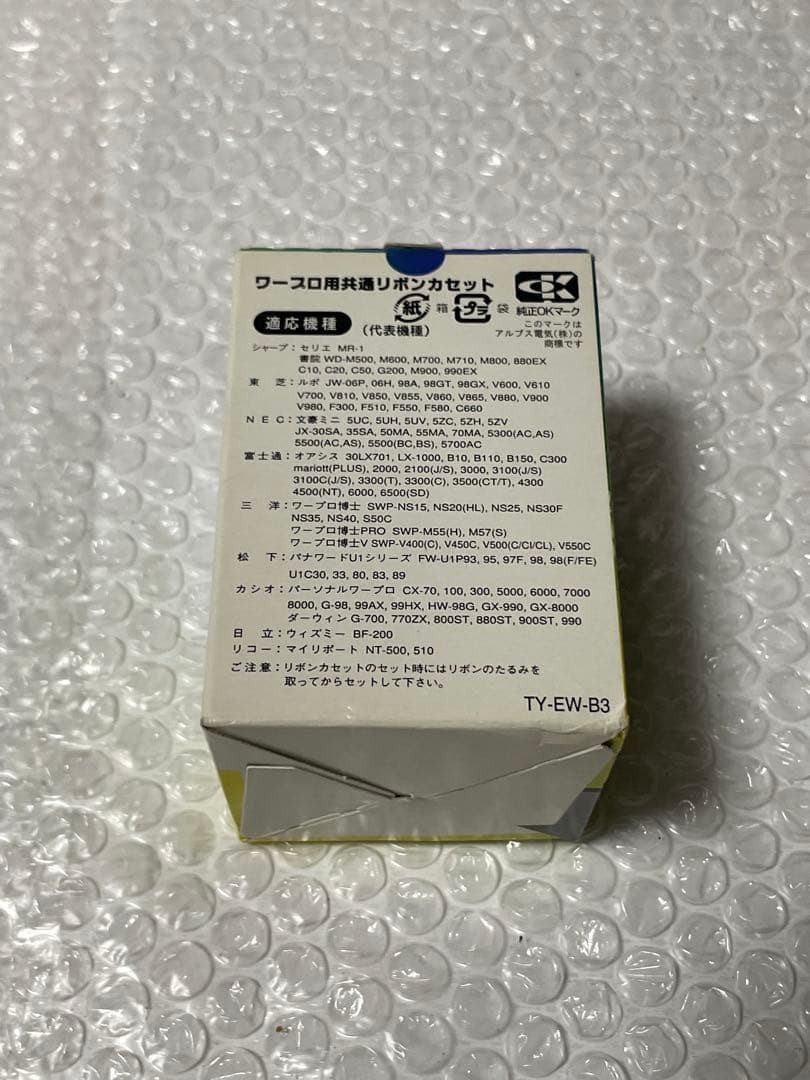 ワープロ用共通リボンカセット
紙 箱 プラ 袋
純正OKマーク
このマークは
アルプス電気(株)の
商標です
適応機種 (代表機種)
シャープ：セリエ MR-1
書院 WD-M500, M600, M700, M710, M800, 880EX
C10, C20, C50, G200, M900, 990EX
東 芝：ルポ JW-06P, 06H, 98A, 98GT, 98GX, V600, V610
V700, V810, V850, V855, V860, V865, V880, V900
V980, F300, F510, F550, F580, C660
N E C：文豪ミニ 5UC, 5UH, 5UV, 5ZC, 5ZH, 5ZV
JX-30SA, 35SA, 50MA, 55MA, 70MA, 5300(AC,AS)
5500(AC,AS), 5500(BC,BS), 5700AC
富士通：オアシス 30LX701, LX-1000, B10, B110, B150, C300
mariott(PLUS), 2000, 2100(J/S), 3000, 3100(J/S)
3100C(J/S), 3300(T), 3300(C), 3500(CT/T), 4300
4500(NT), 6000, 6500(SD)
三 洋：ワープロ博士 SWP-NS15, NS20(HL), NS25, NS30F
NS35, NS40, S50C
ワープロ博士PRO SWP-M55(H), M57(S)
ワープロ博士V SWP-V400(C), V450C, V500(C/CI/CL), V550C
松 下：パナワードU1シリーズ FW-U1P93, 95, 97F, 98, 98(F/FE)
U1C30, 33, 80, 83, 89
カシオ：パーソナルワープロ CX-70, 100, 300, 5000, 6000, 7000
8000, G-98, 99AX, 99HX, HW-98G, GX-990, GX-8000
ダーウィン G-700, 770ZX, 800ST, 880ST, 900ST, 990
日 立：ウィズミー BF-200
リコー：マイリポート NT-500, 510
ご注意：リボンカセットのセット時にはリボンのたるみを
取ってからセットして下さい。
TY-EW-B3